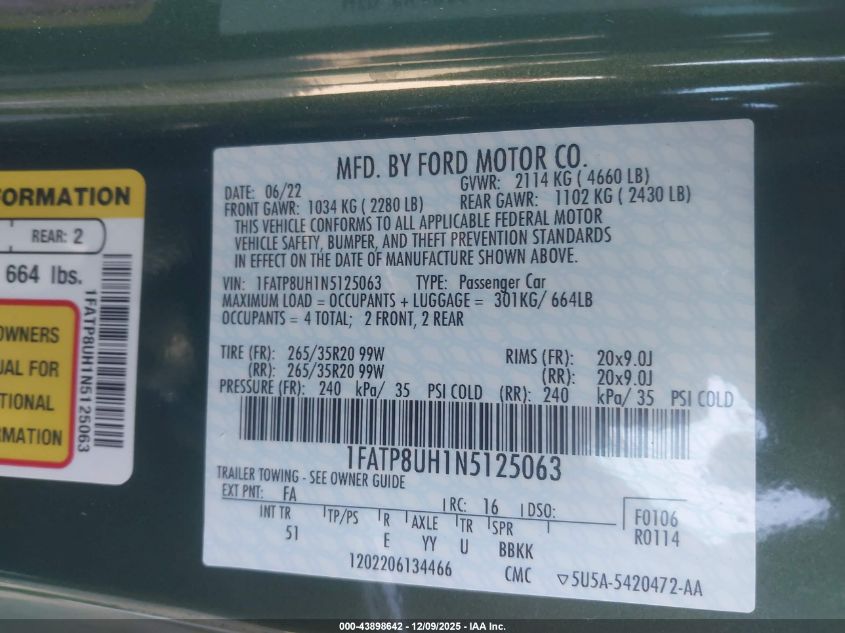 MFD. BY FORD MOTOR CO.
DATE: 06/22 GVWR: 2114 KG ( 4660 LB)
FRONT GAWR: 1034 KG ( 2280 LB) REAR GAWR: 1102 KG ( 2430 LB)
THIS VEHICLE CONFORMS TO ALL APPLICABLE FEDERAL MOTOR
VEHICLE SAFETY, BUMPER, AND THEFT PREVENTION STANDARDS
IN EFFECT ON THE DATE OF MANUFACTURE SHOWN ABOVE.
VIN: 1FATP8UH1N5125063 TYPE: Passenger Car
MAXIMUM LOAD = OCCUPANTS + LUGGAGE = 301KG/ 664LB
OCCUPANTS = 4 TOTAL; 2 FRONT, 2 REAR
TIRE (FR): 265/35R20 99W RIMS (FR): 20x9.0J
(RR): 265/35R20 99W (RR): 20x9.0J
PRESSURE (FR): 240 kPa/ 35 PSI COLD (RR): 240 kPa/ 35 PSI COLD
1FATP8UH1N5125063
TRAILER TOWING - SEE OWNER GUIDE
EXT PNT: FA RC: 16 DSO:
INT TR TP/PS R AXLE TR SPR F0106
51 E YY U BBKK R0114
1202206134466 CMC 5U5A-5420472-AA
FORMATION
REAR: 2
664 lbs.
1FATP8UH1N5125063
OWNERS
UAL FOR
TIONAL
RMATION
000-43898642 - 12/09/2025 - IAA Inc.